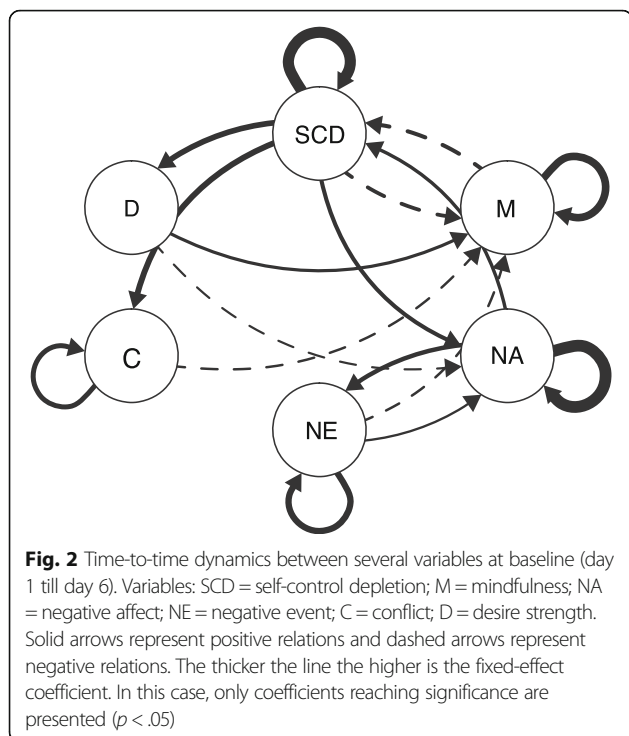 SCD
D
M
C
NA
NE
Fig. 2 Time-to-time dynamics between several variables at baseline (day
1 till day 6). Variables: SCD = self-control depletion; M = mindfulness; NA
= negative affect; NE = negative event; C = conflict; D = desire strength.
Solid arrows represent positive relations and dashed arrows represent
negative relations. The thicker the line the higher is the fixed-effect
coefficient. In this case, only coefficients reaching significance are
presented (p < .05)